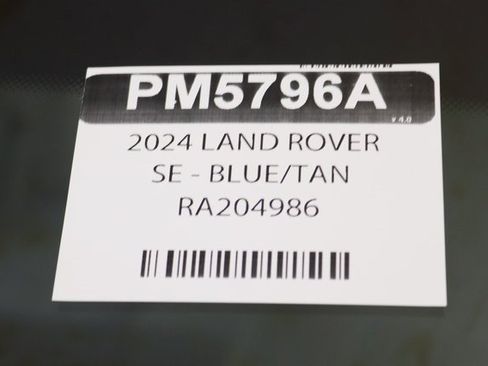 PM5796A
v 4.0
2024 LAND ROVER
SE - BLUE/TAN
RA204986